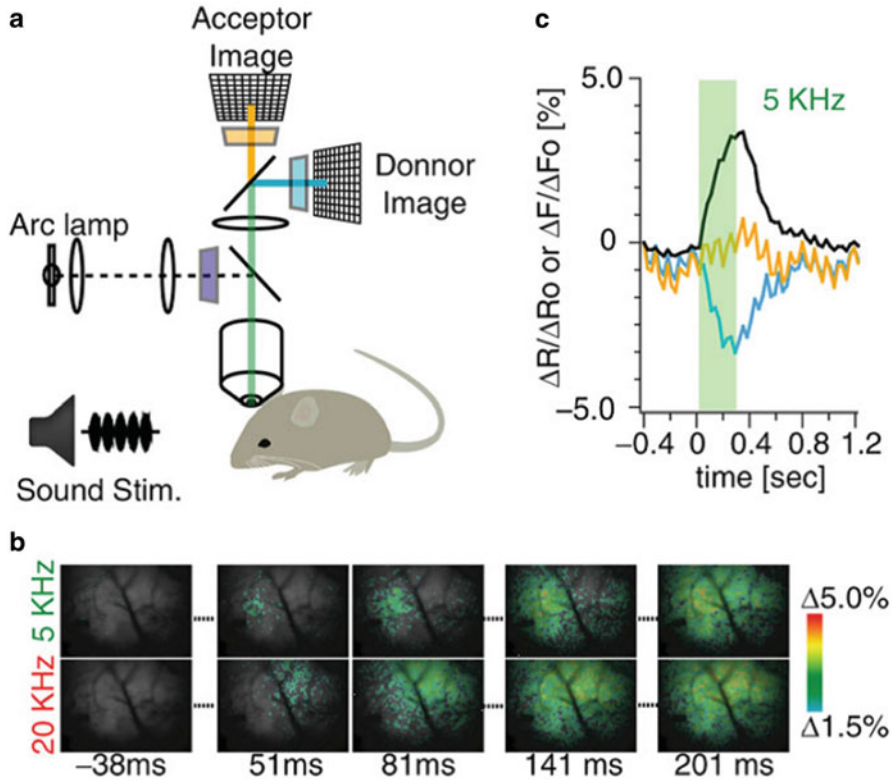 a
Acceptor
Image
Donnor
Image
Arc lamp
Sound Stim.
c
5.0
0
−5.0
ΔR/ΔRo or ΔF/ΔFo [%]
5 KHz
−0.4 0 0.4 0.8 1.2
time [sec]
b
5 KHz
20 KHz
−38ms 51ms 81ms 141 ms 201 ms
Δ5.0%
Δ1.5%